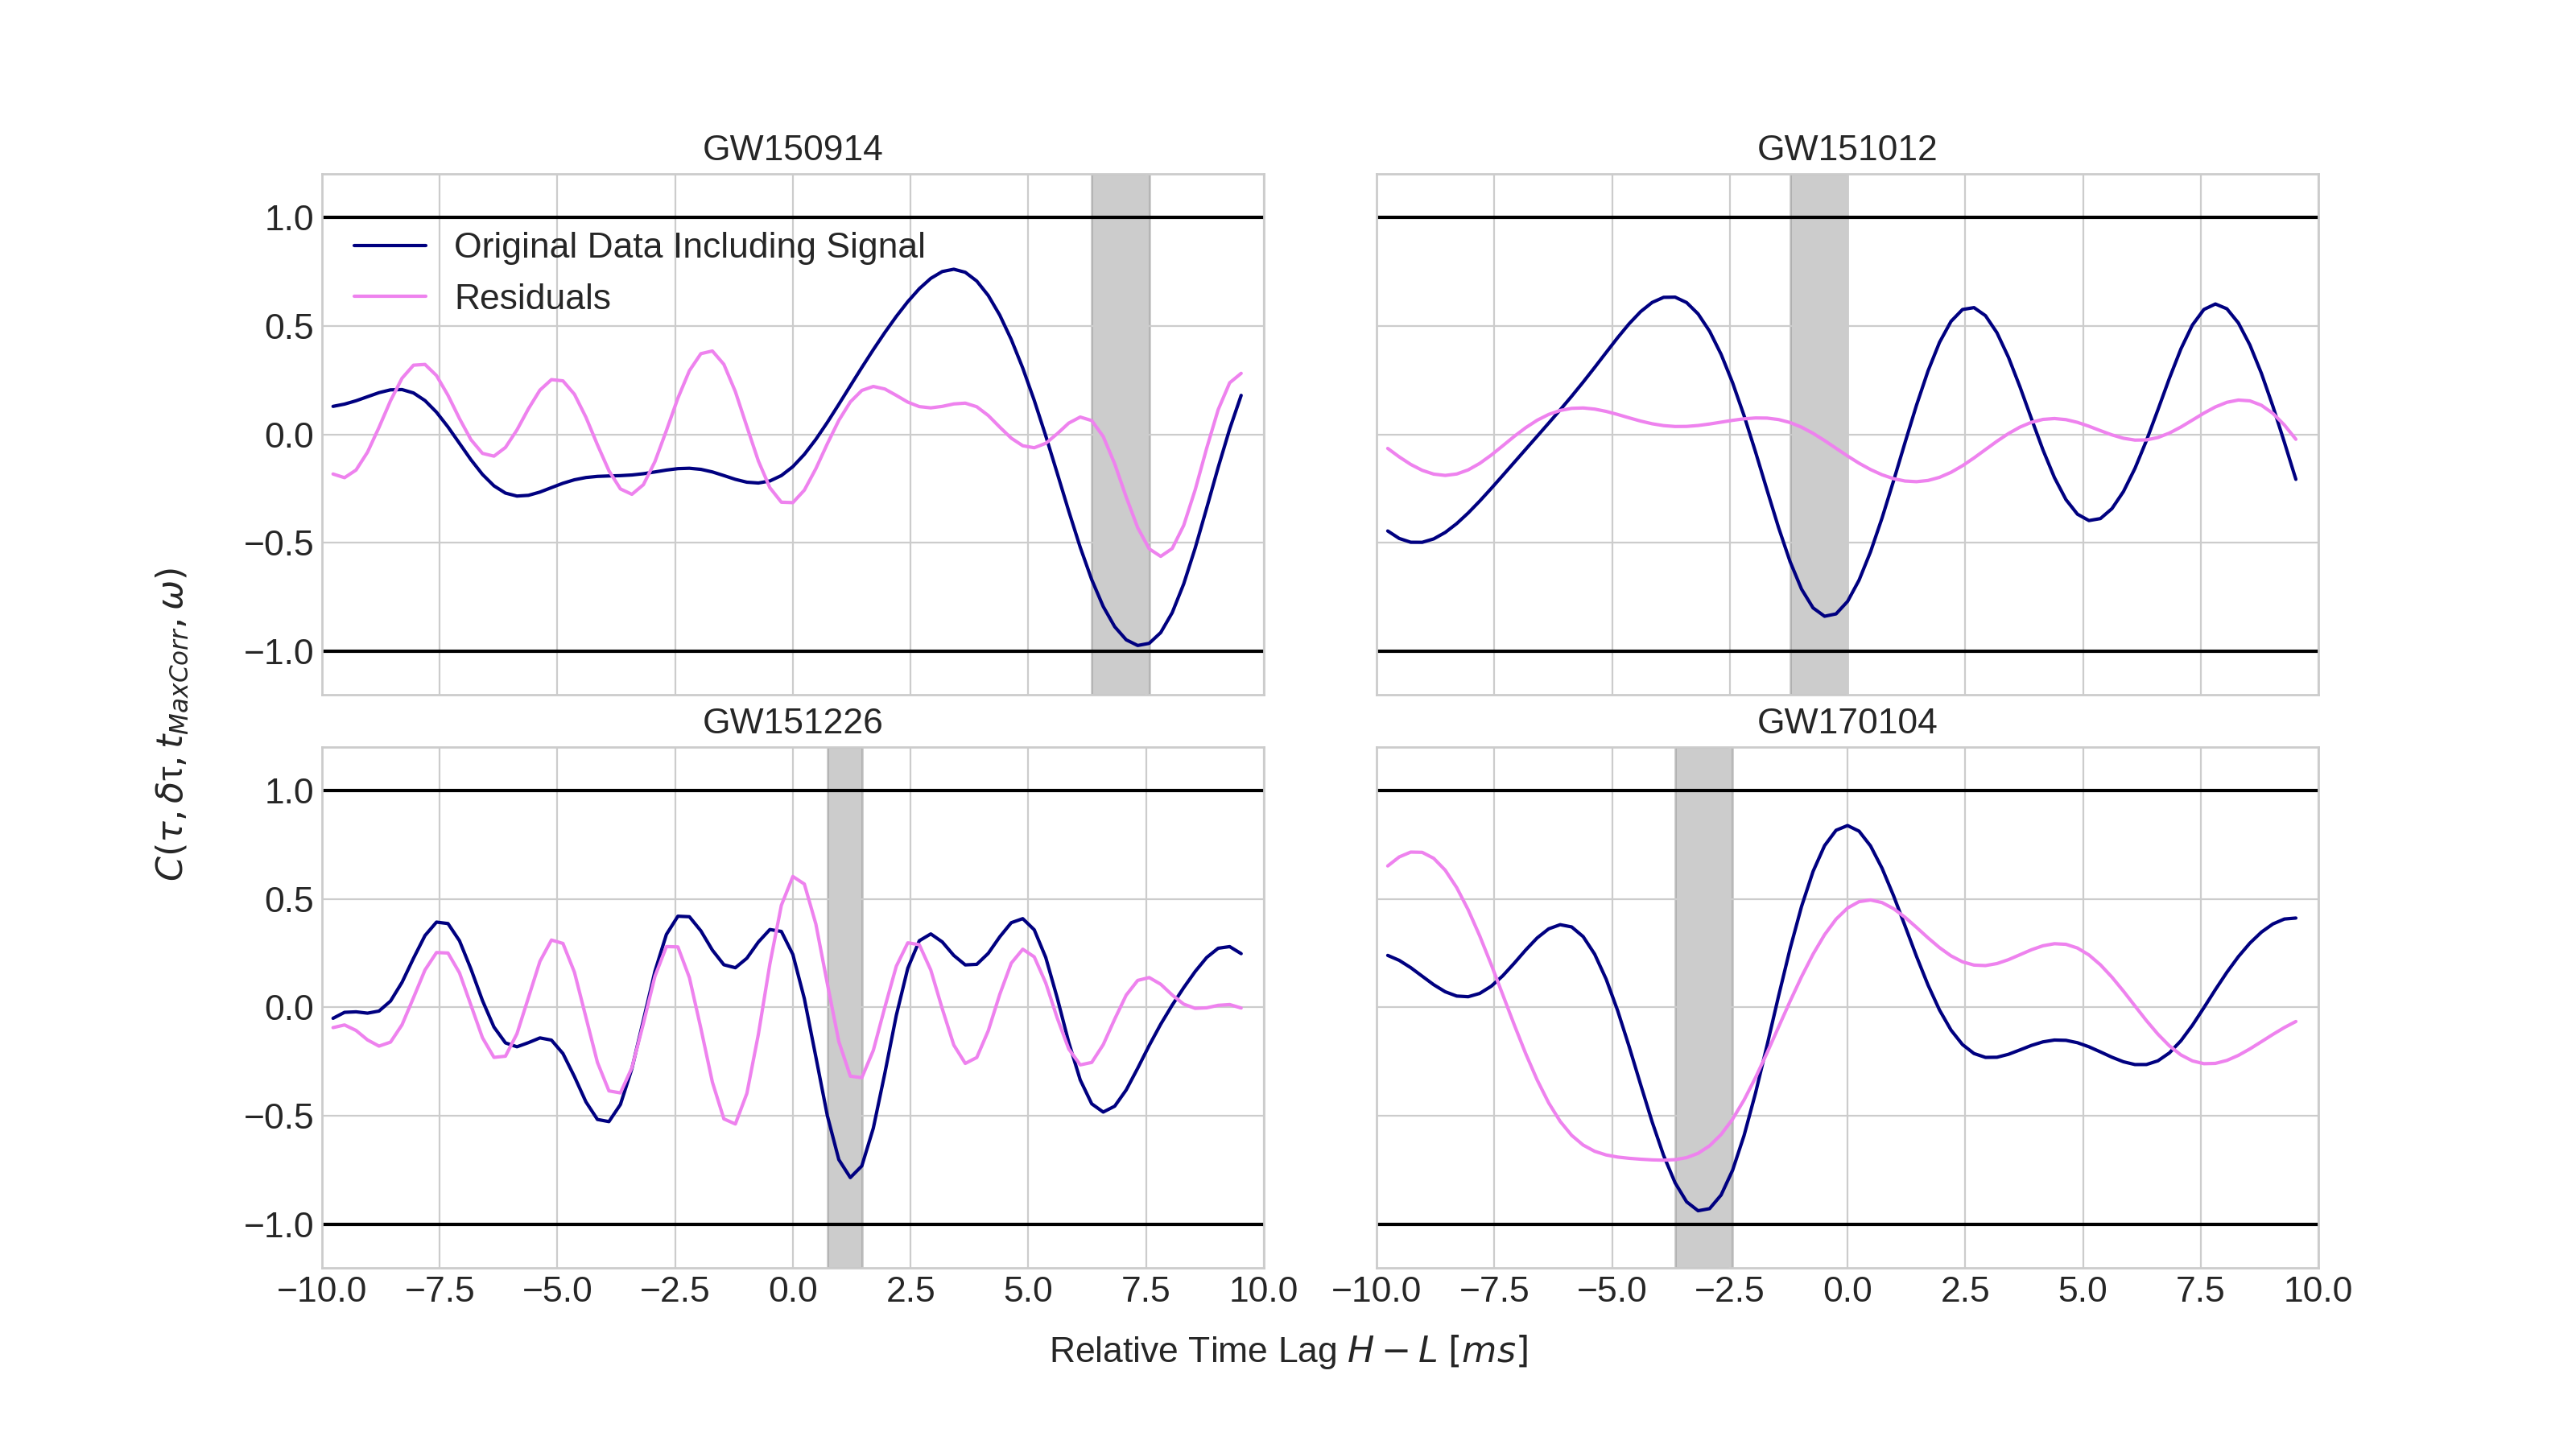 GW150914
GW151012
1.0
0.5
0.0
−0.5
−1.0
Original Data Including Signal
Residuals
GW151226
GW170104
1.0
0.5
0.0
−0.5
−1.0
−10.0 −7.5 −5.0 −2.5 0.0 2.5 5.0 7.5 10.0
−10.0 −7.5 −5.0 −2.5 0.0 2.5 5.0 7.5 10.0
C(τ, δτ, tMaxCorr, ω)
Relative Time Lag H − L [ms]